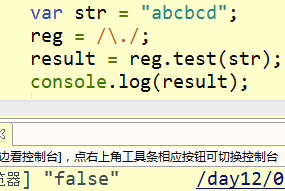 var str = "abcbcd";
reg = /\./;
result = reg.test(str);
console.log(result);
边看控制台]，点右上角工具条相应按钮可切换控制台
览器] "false" /day12/0